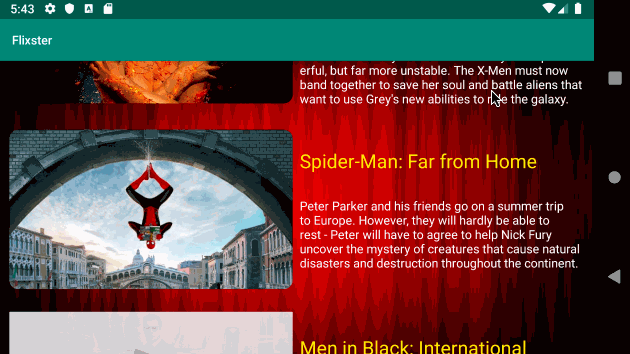 5:43
Flixster
erful, but far more unstable. The X-Men must now
band together to save her soul and battle aliens that
want to use Grey's new abilities to the galaxy.
Spider-Man: Far from Home
Peter Parker and his friends go on a summer trip
to Europe. However, they will hardly be able to
rest - Peter will have to agree to help Nick Fury
uncover the mystery of creatures that cause natural
disasters and destruction throughout the continent.
Men in Black: International